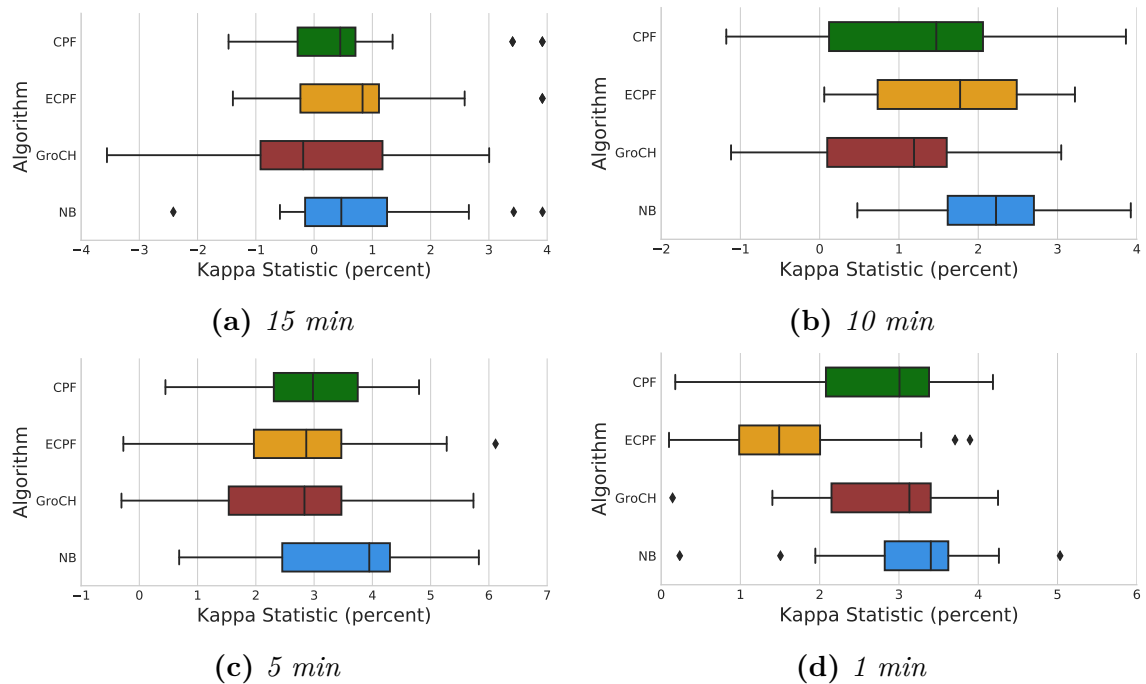 CPF
ECPF
GroCH
NB
Algorithm
−4 −3 −2 −1 0 1 2 3 4
Kappa Statistic (percent)
(a) 15 min
CPF
ECPF
GroCH
NB
Algorithm
−2 −1 0 1 2 3 4
Kappa Statistic (percent)
(b) 10 min
CPF
ECPF
GroCH
NB
Algorithm
−1 0 1 2 3 4 5 6 7
Kappa Statistic (percent)
(c) 5 min
CPF
ECPF
GroCH
NB
Algorithm
0 1 2 3 4 5 6
Kappa Statistic (percent)
(d) 1 min